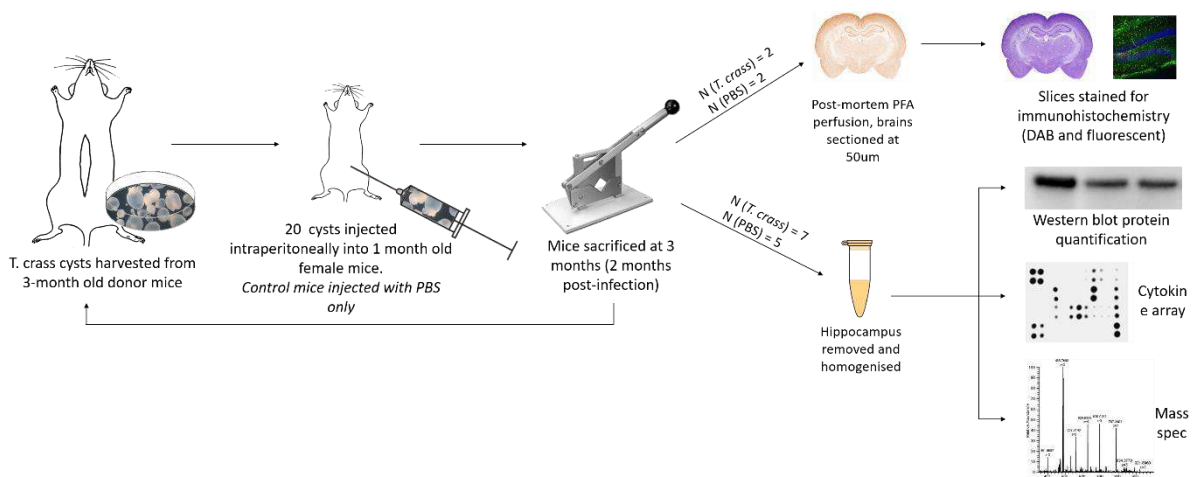 T. crass cysts harvested from
3-month old donor mice
20 cysts injected
intraperitoneally into 1 month old
female mice.
Control mice injected with PBS
only
Mice sacrificed at 3
months (2 months
post-infection)
N (T. crass) = 2
N (PBS) = 2
Post-mortem PFA
perfusion, brains
sectioned at
50um
Slices stained for
immunohistochemistry
(DAB and fluorescent)
N (T. crass) = 7
N (PBS) = 5
Hippocampus
removed and
homogenised
Western blot protein
quantification
Cytokin
e array
Mass
spec